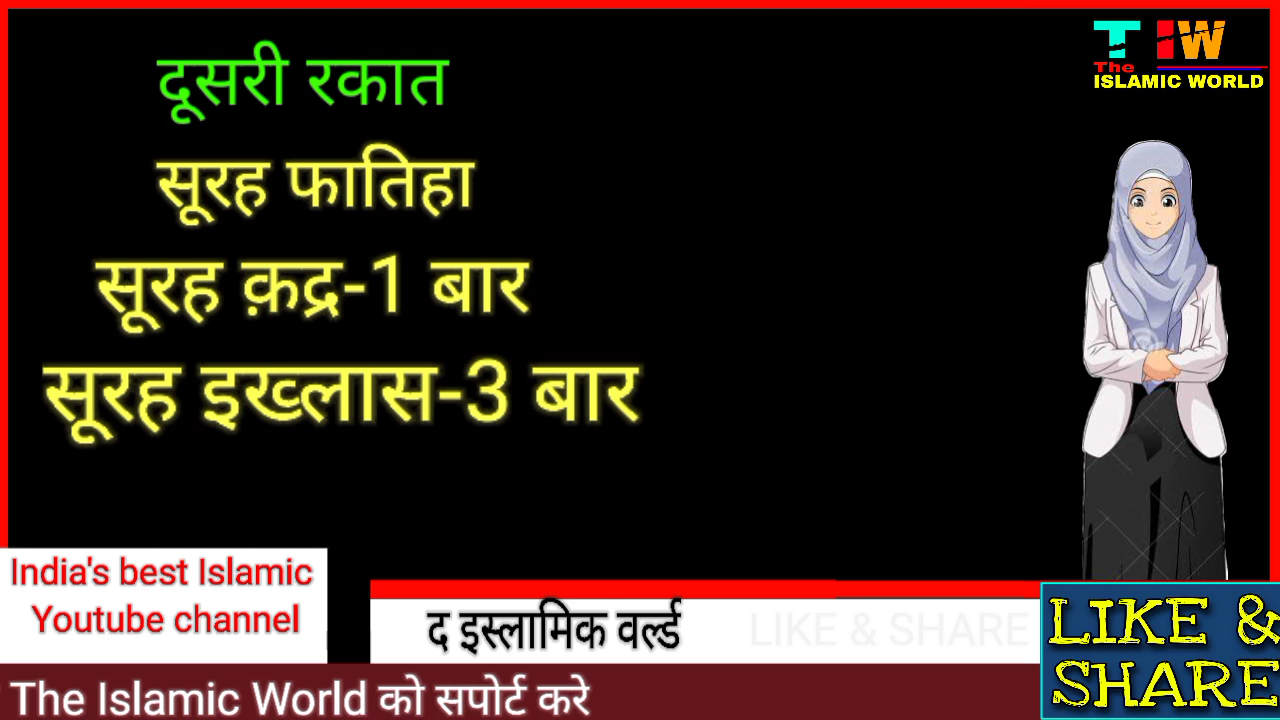 दूसरी रकात
सूरह फातिहा
सूरह क़द्र-1 बार
सूरह इख्लास-3 बार
T IW
The
ISLAMIC WORLD
India's best Islamic
Youtube channel
द इस्लामिक वर्ल्ड
LIKE & SHARE
LIKE &
SHARE
The Islamic World को सपोर्ट करे